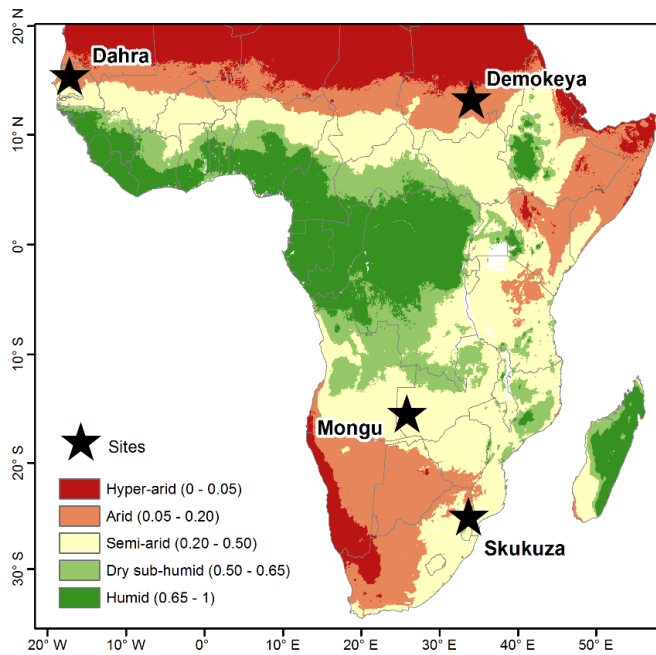 20° N
10°N
0°
10°S
20°S
30°S
Dahra
Demokeya
Mongu
Skukuza
Sites
Hyper-arid (0 - 0.05)
Arid (0.05 - 0.20)
Semi-arid (0.20 - 0.50)
Dry sub-humid (0.50 - 0.65)
Humid (0.65 - 1)
20° W
10° W
0°
10° E
20° E
30° E
40° E
50° E